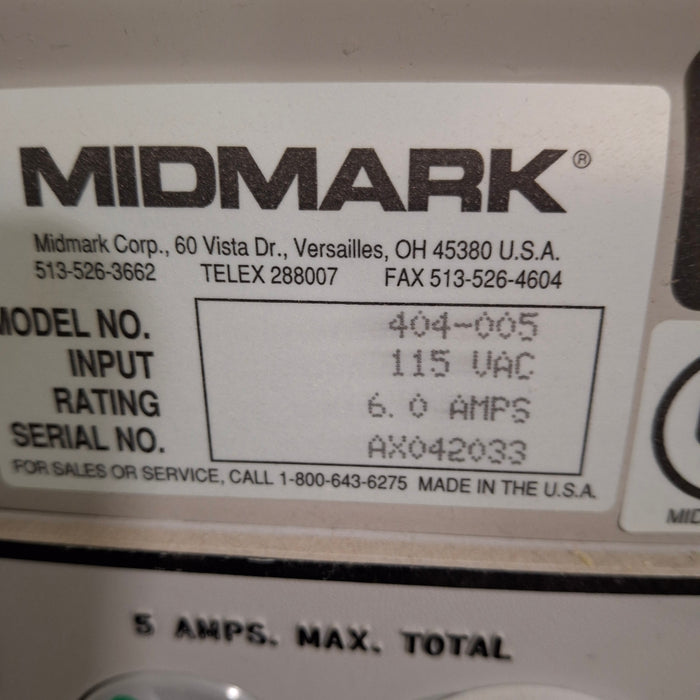 MIDMARK®
Midmark Corp., 60 Vista Dr., Versailles, OH 45380 U.S.A.
513-526-3662 TELEX 288007 FAX 513-526-4604
MODEL NO. 404-005
INPUT 115 VAC
RATING 6.0 AMPS
SERIAL NO. AX042033
FOR SALES OR SERVICE, CALL 1-800-643-6275 MADE IN THE U.S.A.
5 AMPS. MAX. TOTAL